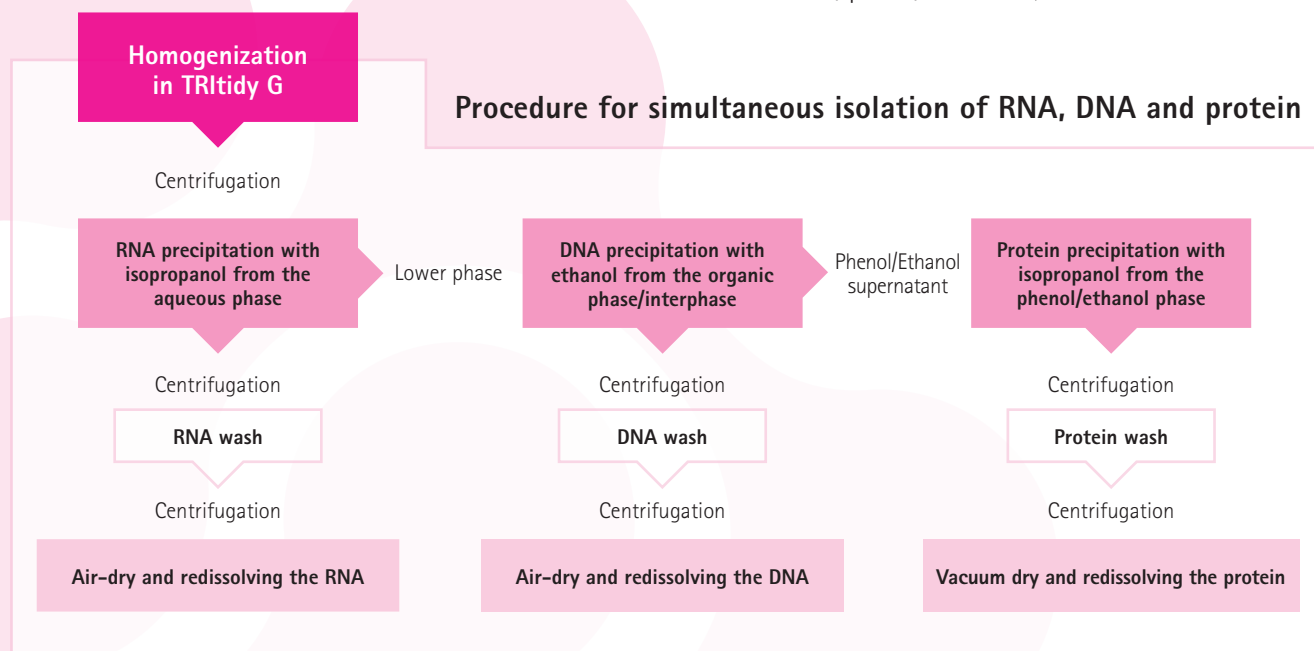 Homogenization
in TRItidy G
Procedure for simultaneous isolation of RNA, DNA and protein
Centrifugation
RNA precipitation with
isopropanol from the
aqueous phase
Lower phase
DNA precipitation with
ethanol from the organic
phase/interphase
Phenol/Ethanol
supernatant
Protein precipitation with
isopropanol from the
phenol/ethanol phase
Centrifugation
Centrifugation
Centrifugation
RNA wash
DNA wash
Protein wash
Centrifugation
Centrifugation
Centrifugation
Air-dry and redissolving the RNA
Air-dry and redissolving the DNA
Vacuum dry and redissolving the protein